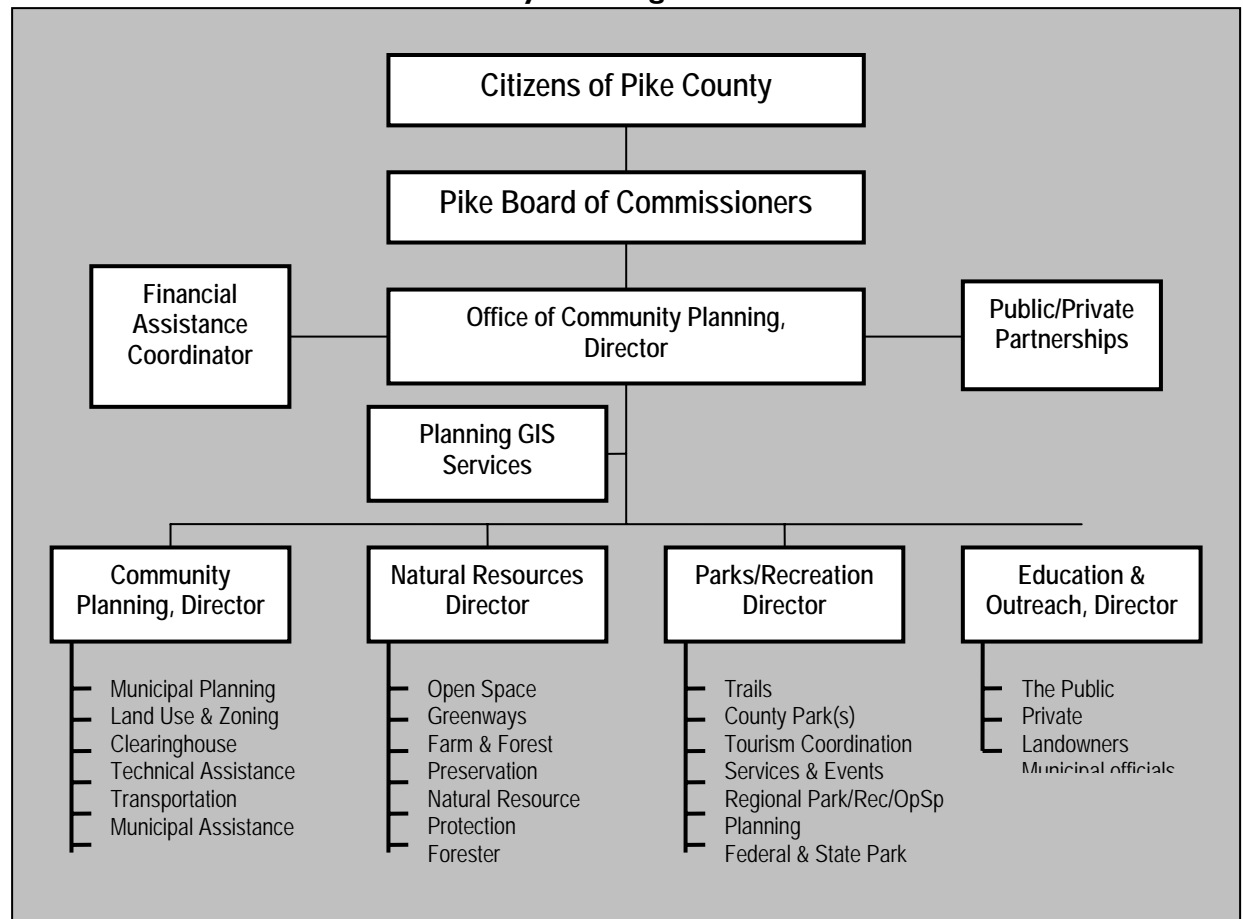 Citizens of Pike County
Pike Board of Commissioners
Financial
Assistance
Coordinator
Office of Community Planning,
Director
Public/Private
Partnerships
Planning GIS
Services
Community
Planning, Director
Municipal Planning
Land Use & Zoning
Clearinghouse
Technical Assistance
Transportation
Municipal Assistance
Natural Resources
Director
Open Space
Greenways
Farm & Forest
Preservation
Natural Resource
Protection
Forester
Parks/Recreation
Director
Trails
County Park(s)
Tourism Coordination
Services & Events
Regional Park/Rec/OpSp
Planning
Federal & State Park
Education &
Outreach, Director
The Public
Private
Landowners
Municipal officials